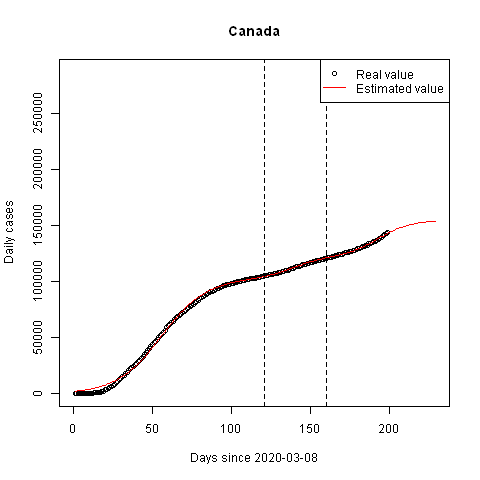 Canada
Real value
Estimated value
Daily cases
0
50000
100000
150000
200000
250000
0
50
100
150
200
Days since 2020-03-08